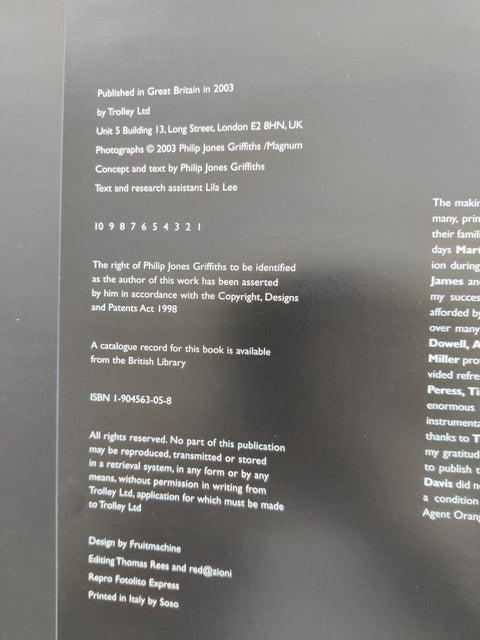 Published in Great Britain in 2003
by Trolley Ltd
Unit 5 Building 13, Long Street, London E2 8HN, UK
Photographs © 2003 Philip Jones Griffiths /Magnum
Concept and text by Philip Jones Griffiths
Text and research assistant Lila Lee
10 9 8 7 6 5 4 3 2 1
The right of Philip Jones Griffiths to be identified
as the author of this work has been asserted
by him in accordance with the Copyright, Designs
and Patents Act 1998
A catalogue record for this book is available
from the British Library
ISBN 1-904563-05-8
All rights reserved. No part of this publication
may be reproduced, transmitted or stored
in a retrieval system, in any form or by any
means, without permission in writing from
Trolley Ltd, application for which must be made
to Trolley Ltd
Design by Fruitmachine
Editing Thomas Rees and red@zioni
Repro Fotolito Express
Printed in Italy by Soso
The makin
many, prin
their famili
days Mart
ion during
James and
my succes
afforded by
over many
Dowell, A
Miller pro
vided refre
Peress, Ti
enormous
instrumenta
thanks to T
my gratitud
to publish t
Davis did n
a condition
Agent Oran